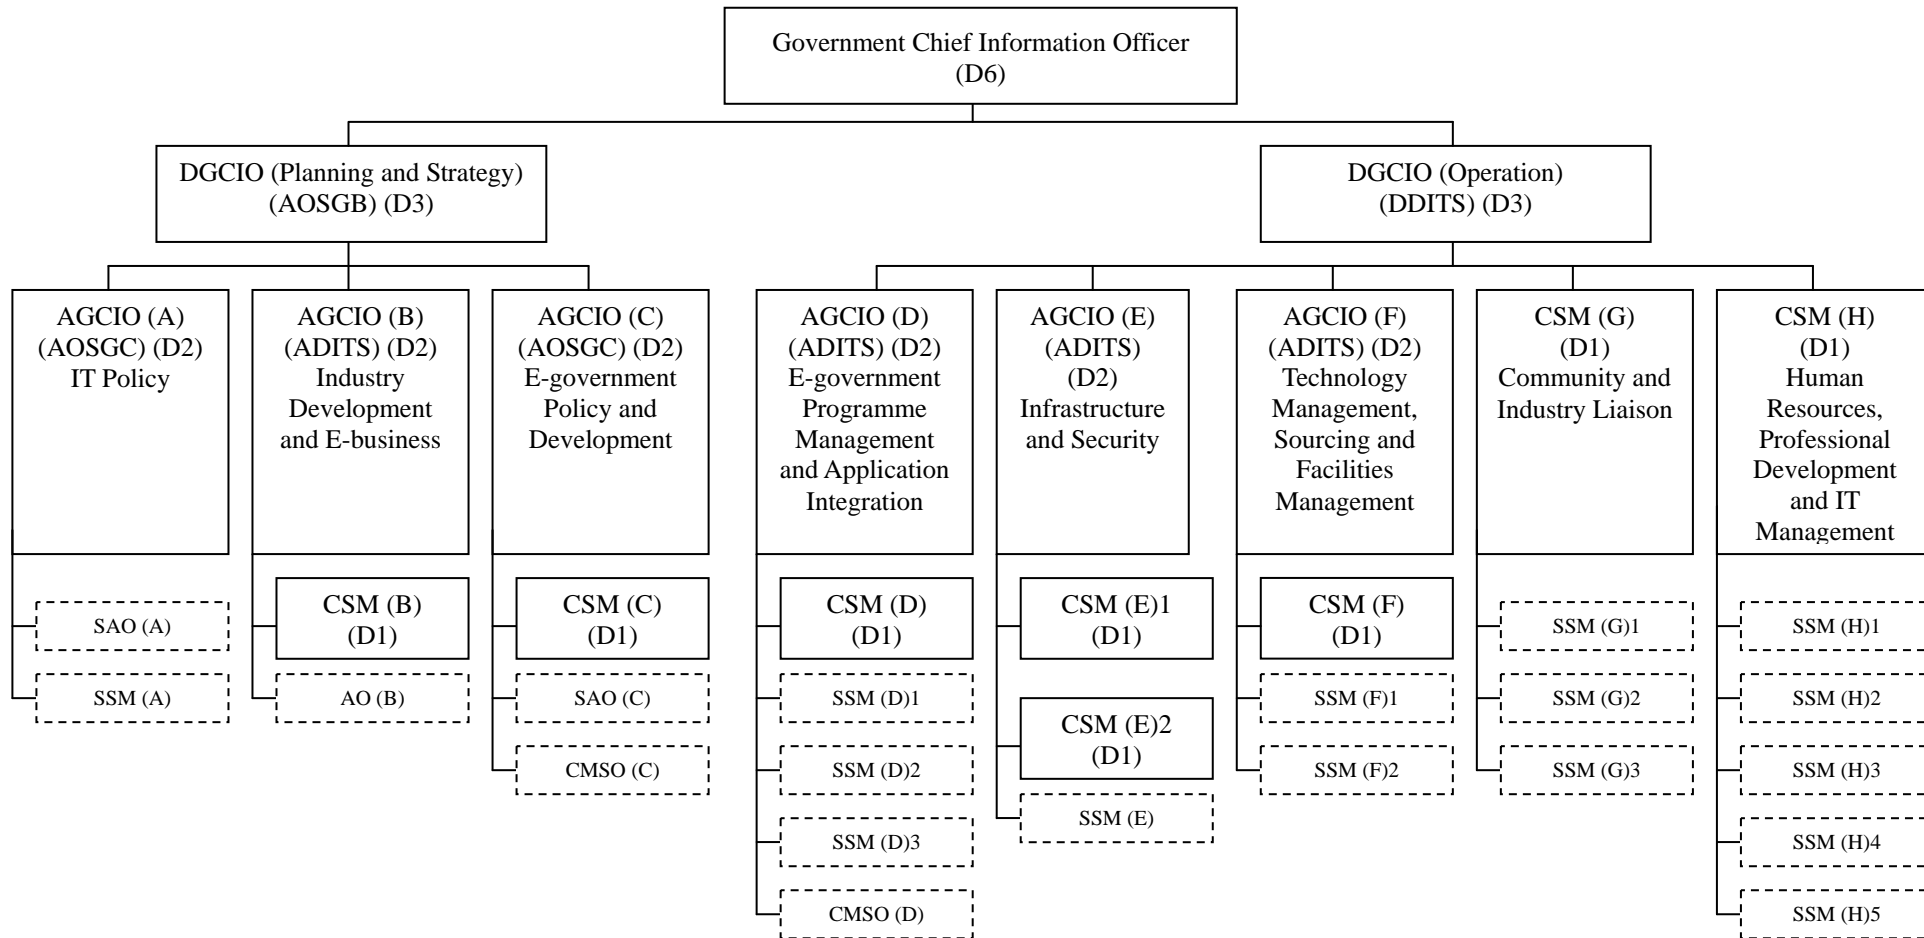 Government Chief Information Officer
(D6)
DGCIO (Planning and Strategy)
(AOSGB) (D3)
DGCIO (Operation)
(DDITS) (D3)
AGCIO (A)
(AOSGC) (D2)
IT Policy
AGCIO (B)
(ADITS) (D2)
Industry
Development
and E-business
AGCIO (C)
(AOSGC) (D2)
E-government
Policy and
Development
AGCIO (D)
(ADITS) (D2)
E-government
Programme
Management
and Application
Integration
AGCIO (E)
(ADITS)
(D2)
Infrastructure
and Security
AGCIO (F)
(ADITS) (D2)
Technology
Management,
Sourcing and
Facilities
Management
CSM (G)
(D1)
Community and
Industry Liaison
CSM (H)
(D1)
Human
Resources,
Professional
Development
and IT
Management
SAO (A)
SSM (A)
CSM (B)
(D1)
AO (B)
CSM (C)
(D1)
SAO (C)
CMSO (C)
CSM (D)
(D1)
SSM (D)1
SSM (D)2
SSM (D)3
CMSO (D)
CSM (E)1
(D1)
CSM (E)2
(D1)
SSM (E)
CSM (F)
(D1)
SSM (F)1
SSM (F)2
SSM (G)1
SSM (G)2
SSM (G)3
SSM (H)1
SSM (H)2
SSM (H)3
SSM (H)4
SSM (H)5